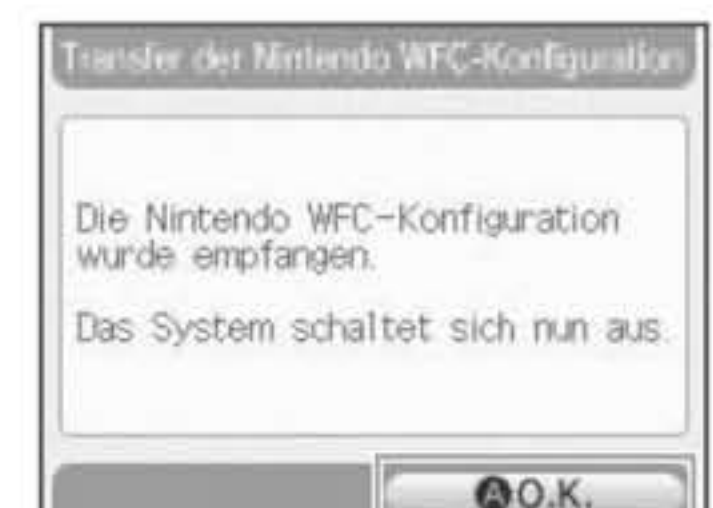 Transfer der Nintendo WFC-Konfiguration
Die Nintendo WFC-Konfiguration
wurde empfangen.
Das System schaltet sich nun aus.
A O.K.